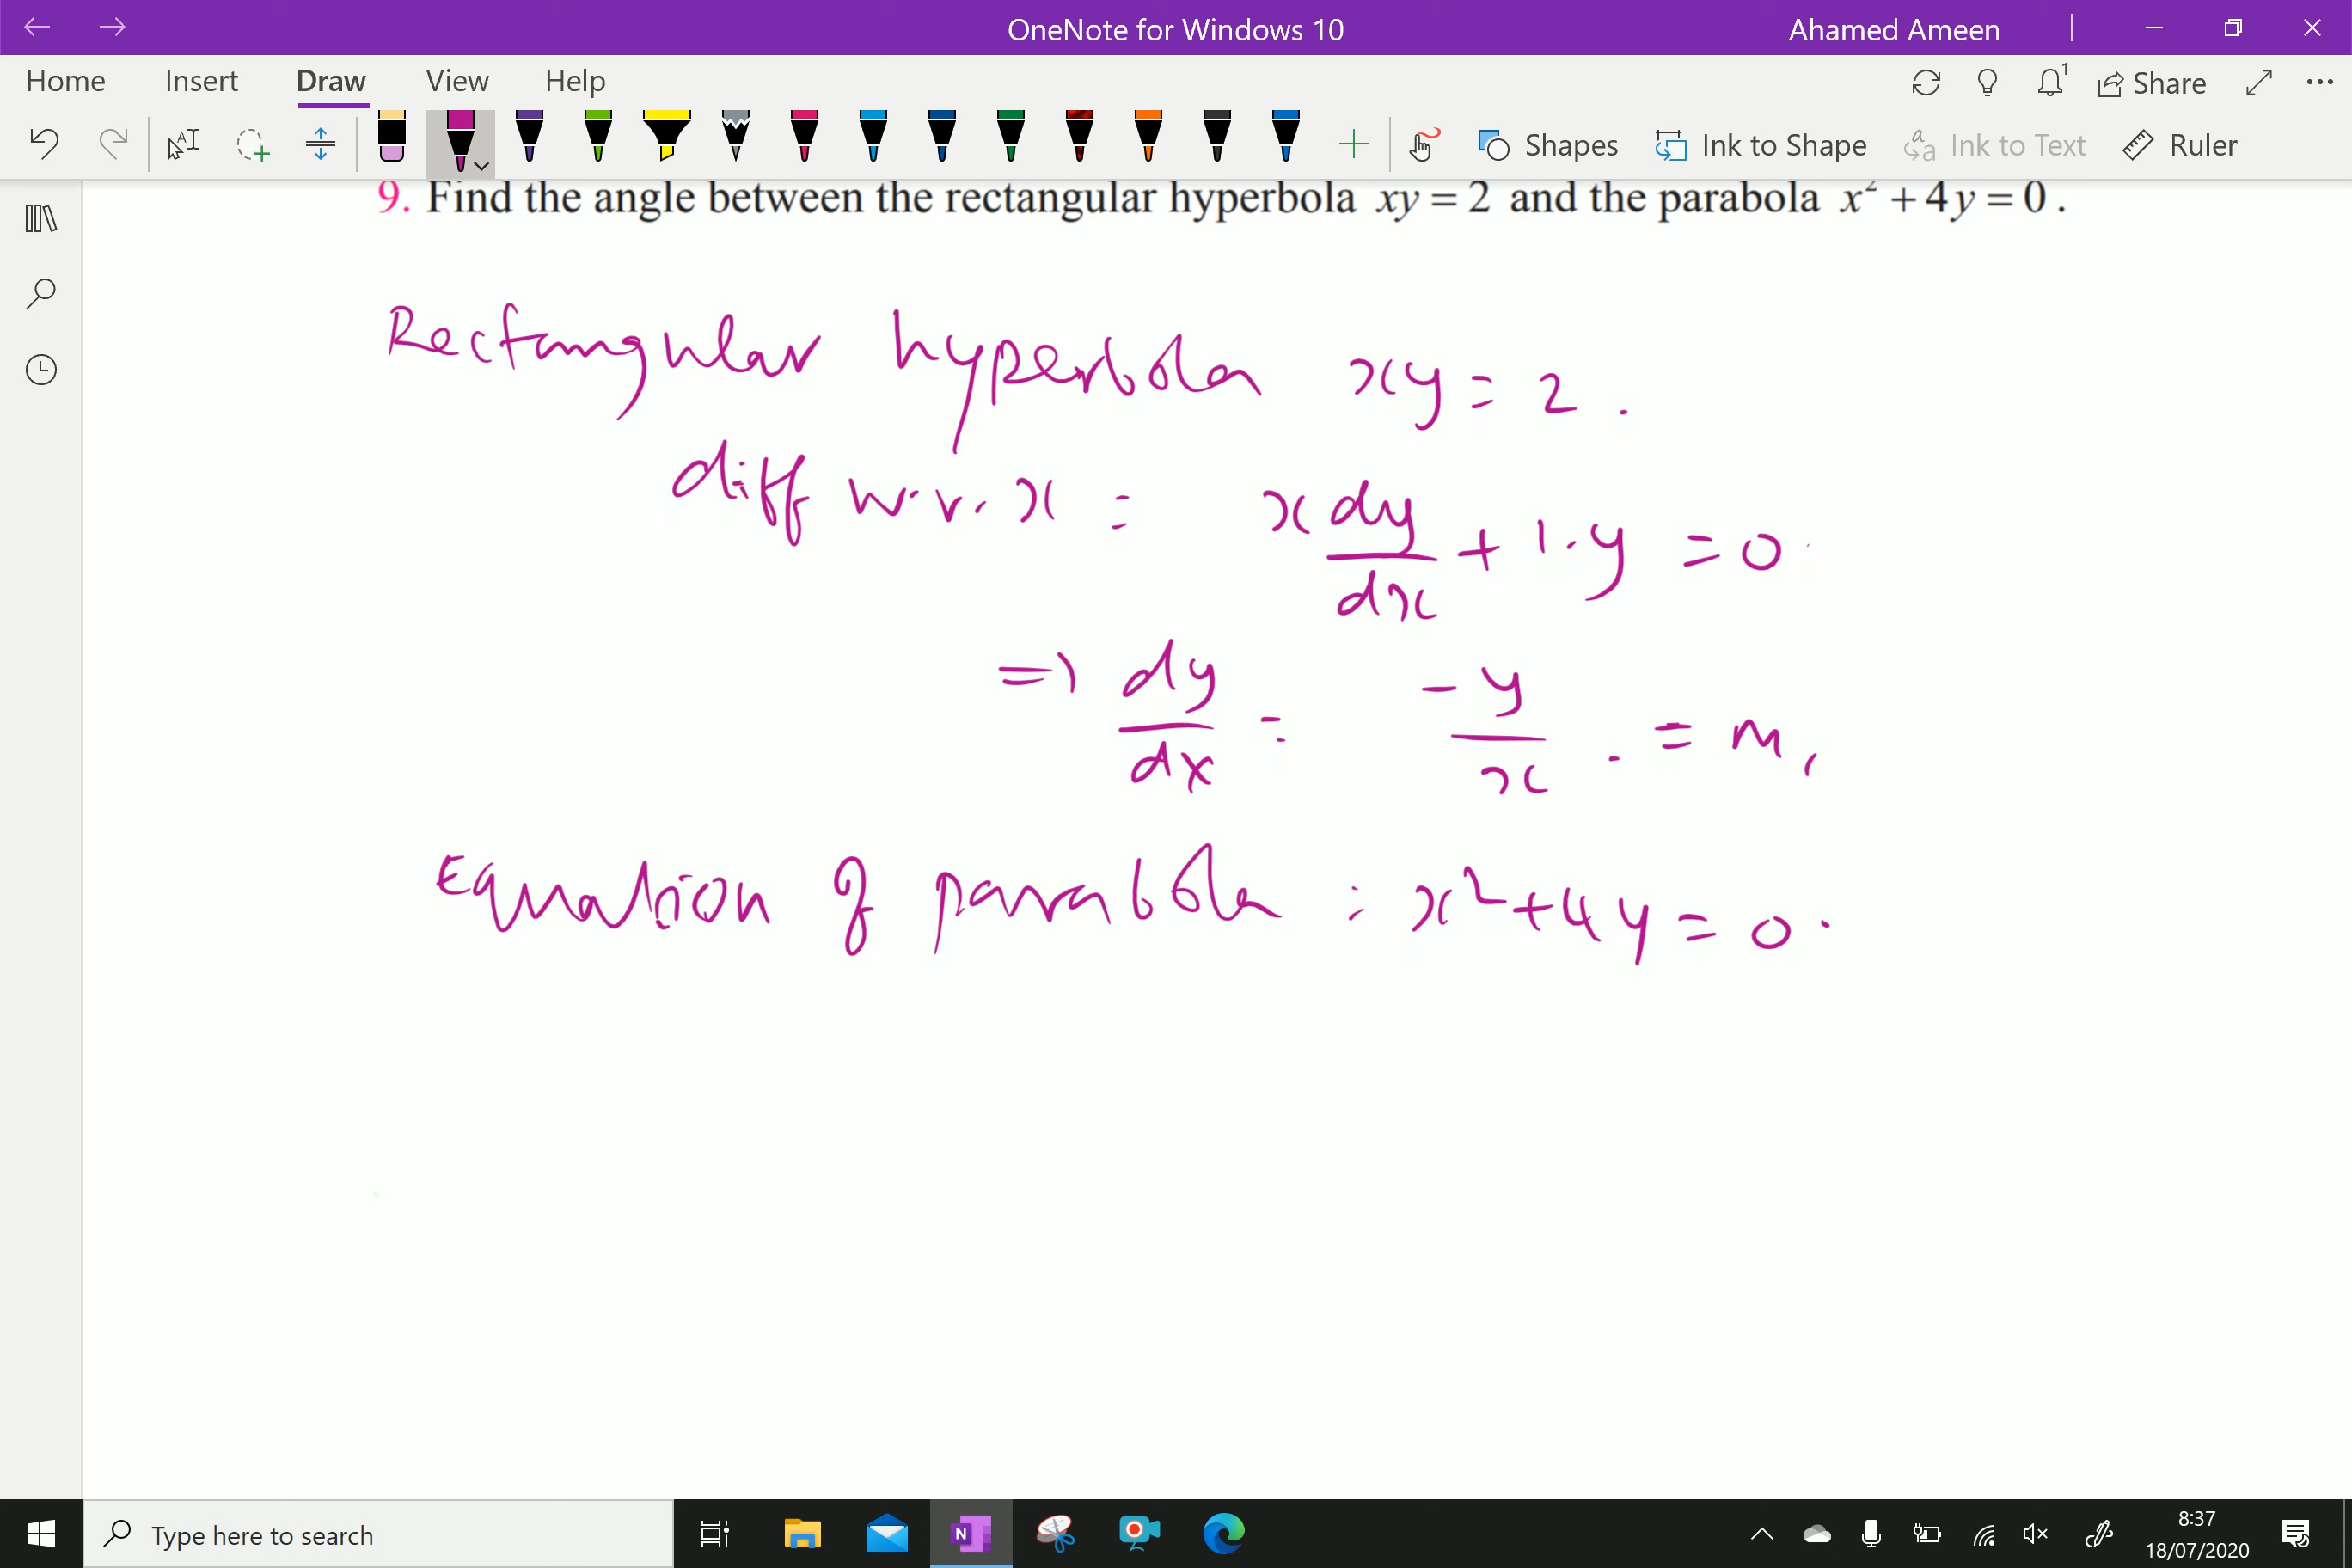 OneNote for Windows 10
Ahamed Ameen
Home Insert Draw View Help
1
Share
Shapes Ink to Shape Ink to Text Ruler
9. Find the angle between the rectangular hyperbola xy = 2 and the parabola x² + 4y = 0.
Rectangular hyperbola xy = 2.
diff w.r. x = x dy/dx + 1.y = 0.
=> dy/dx = -y/x. = m₁
Equation of parabola : x² + 4y = 0.
Type here to search
8:37
18/07/2020